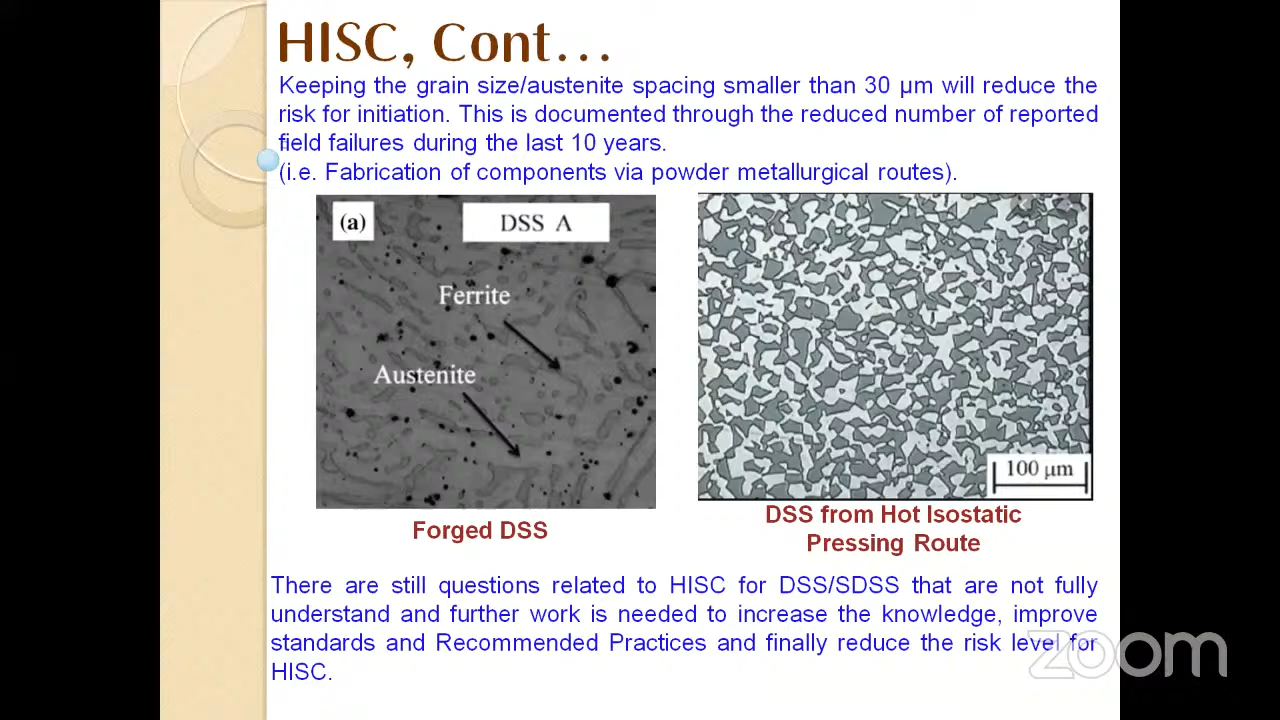 HISC, Cont...
Keeping the grain size/austenite spacing smaller than 30 µm will reduce the
risk for initiation. This is documented through the reduced number of reported
field failures during the last 10 years.
(i.e. Fabrication of components via powder metallurgical routes).
(a)
DSS A
Ferrite
Austenite
100 µm
Forged DSS
DSS from Hot Isostatic
Pressing Route
There are still questions related to HISC for DSS/SDSS that are not fully
understand and further work is needed to increase the knowledge, improve
standards and Recommended Practices and finally reduce the risk level for
HISC.
zoom